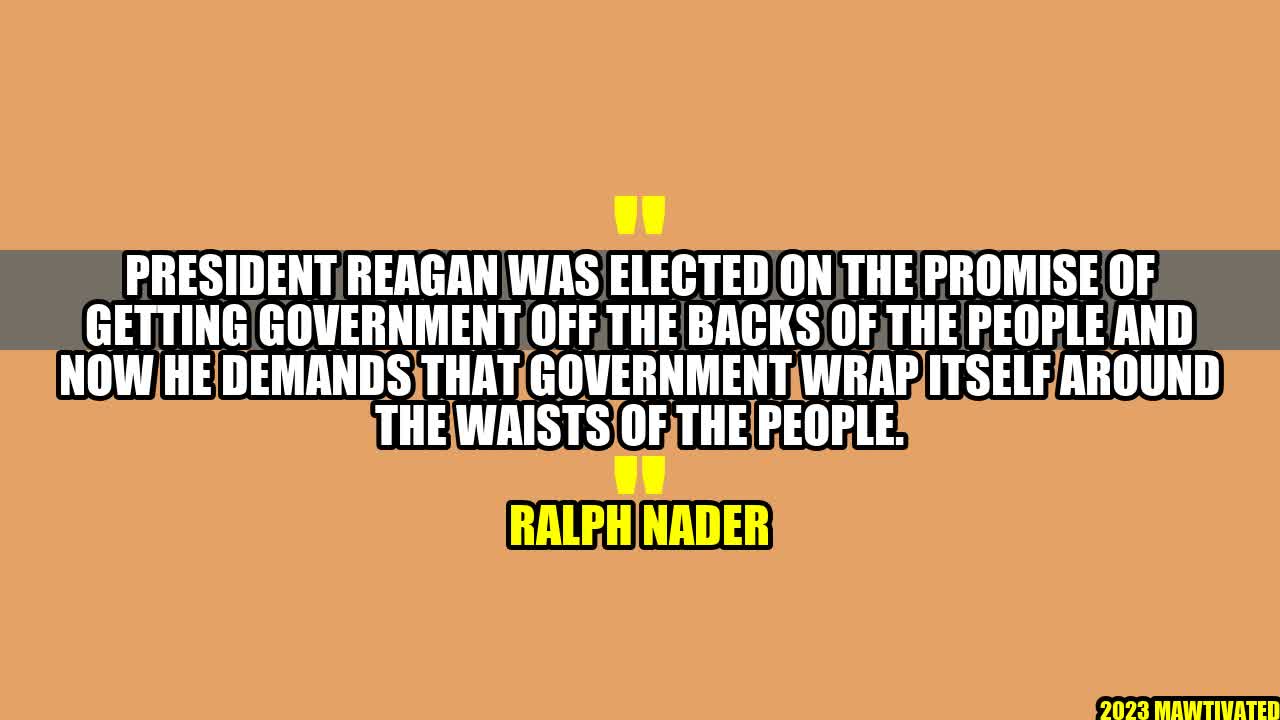 "
PRESIDENT REAGAN WAS ELECTED ON THE PROMISE OF
GETTING GOVERNMENT OFF THE BACKS OF THE PEOPLE AND
NOW HE DEMANDS THAT GOVERNMENT WRAP ITSELF AROUND
THE WAISTS OF THE PEOPLE.
"
RALPH NADER
2023 MAWTIVATED